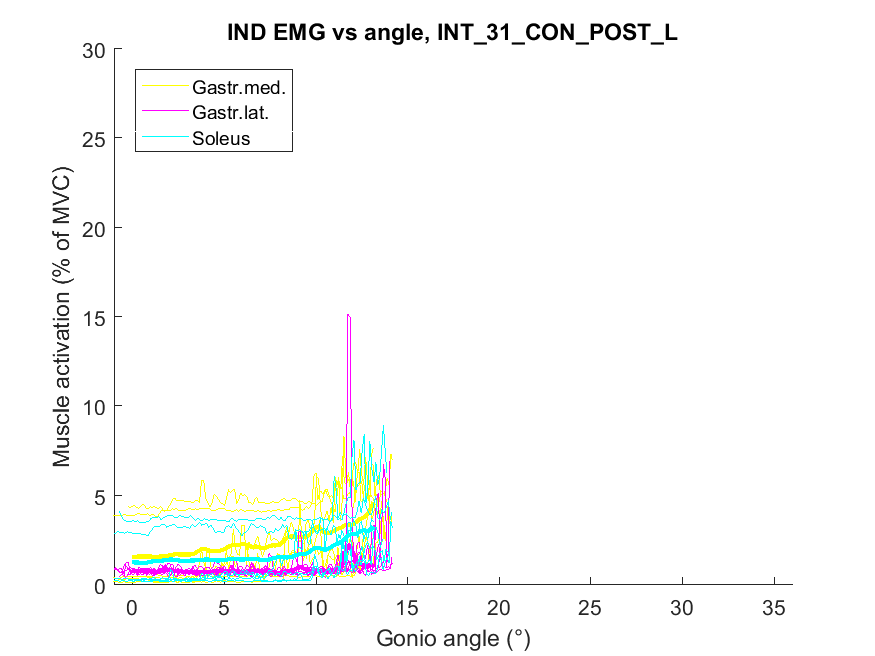 IND EMG vs angle, INT_31_CON_POST_L
30
25
20
15
10
5
0
Muscle activation (% of MVC)
Gastr.med.
Gastr.lat.
Soleus
0 5 10 15 20 25 30 35
Gonio angle (°)